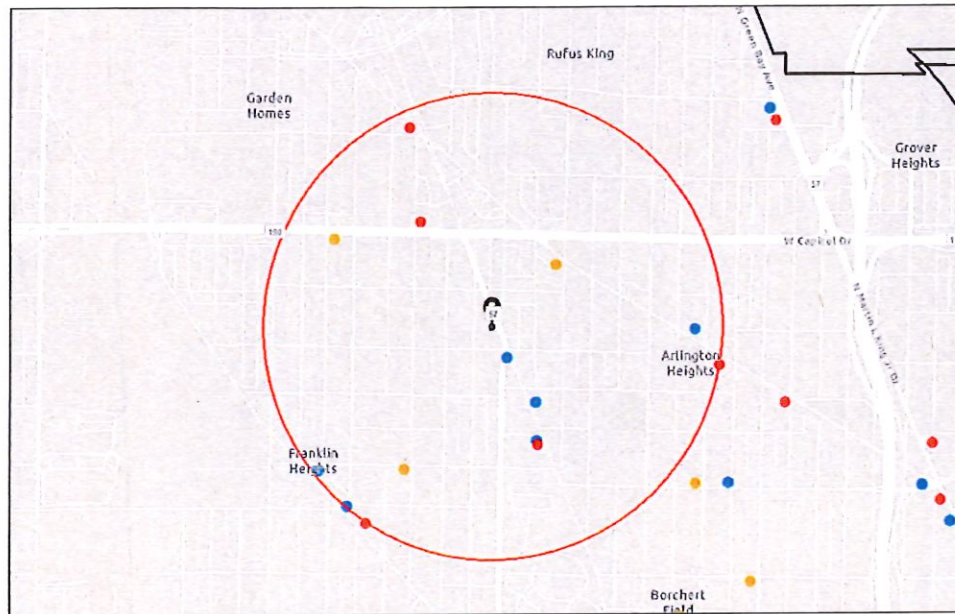 Rufus King
N Green Bay Ave
Garden
Homes
Grover
Heights
57
190
W Capitol Dr
57
N Martin L King Jr Dr
Arlington
Heights
Franklin
Heights
Borchert
Field